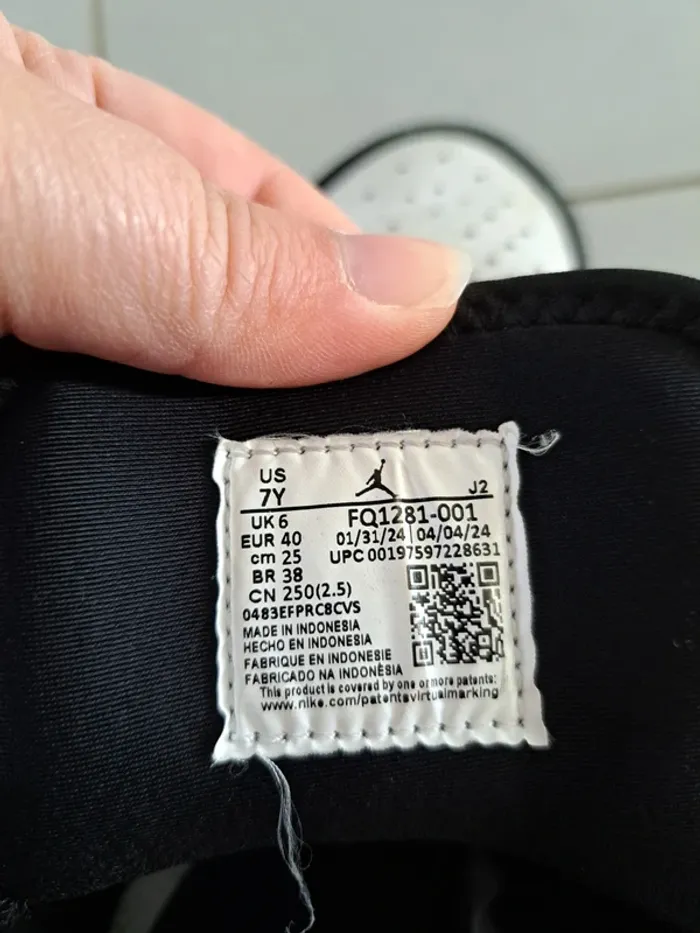 US
7Y
J2
UK 6
FQ1281-001
EUR 40
01/31/24 04/04/24
cm 25
UPC 00197597228631
BR 38
CN 250(2.5)
0483EFPRC8CVS
MADE IN INDONESIA
HECHO EN INDONESIA
FABRIQUE EN INDONESIE
FABRICADO NA INDONÉSIA
This product is covered by one or more patents:
www.nike.com/patentsvirtualmarking